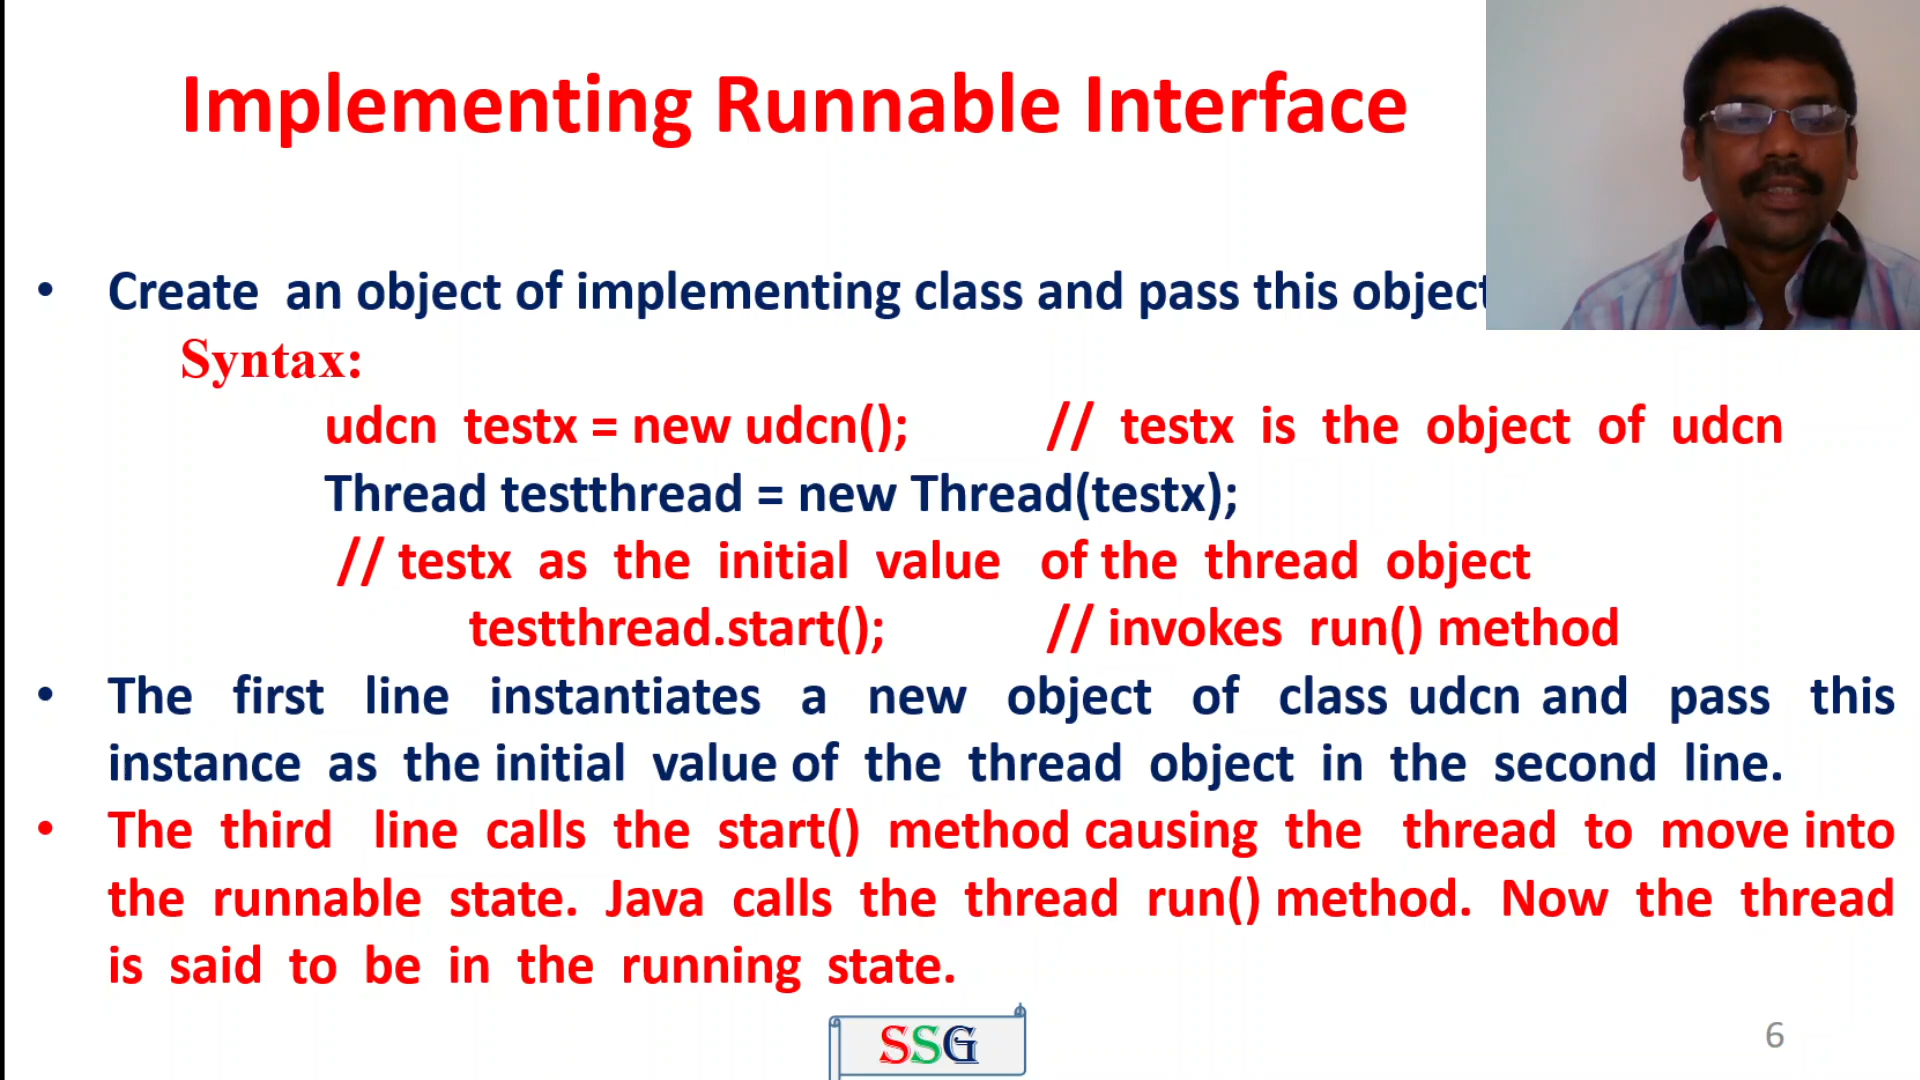 Implementing Runnable Interface
• Create an object of implementing class and pass this object
Syntax:
udcn testx = new udcn(); // testx is the object of udcn
Thread testthread = new Thread(testx);
// testx as the initial value of the thread object
testthread.start(); // invokes run() method
• The first line instantiates a new object of class udcn and pass this
instance as the initial value of the thread object in the second line.
• The third line calls the start() method causing the thread to move into
the runnable state. Java calls the thread run() method. Now the thread
is said to be in the running state.
SSG
6